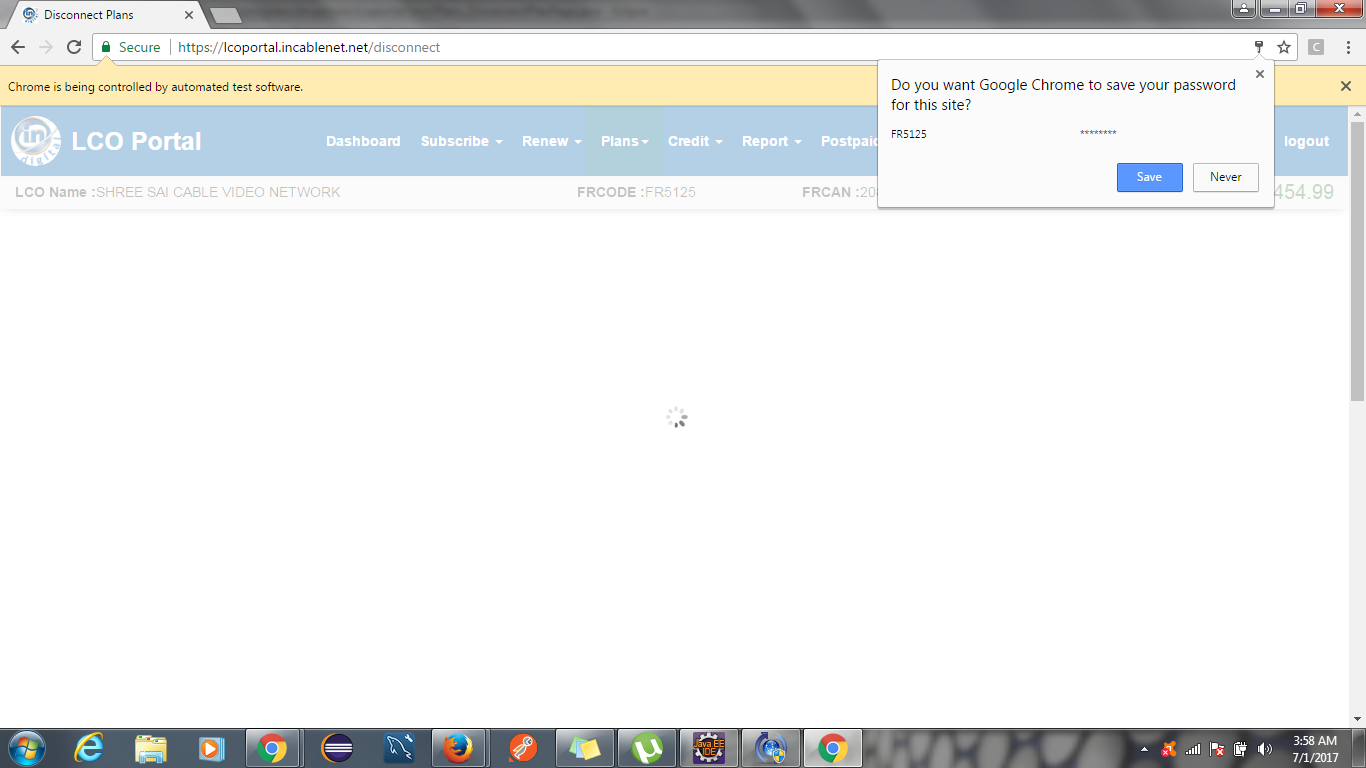 Disconnect Plans
Secure https://lcoportal.incablenet.net/disconnect
C
Chrome is being controlled by automated test software.
Do you want Google Chrome to save your password
for this site?
FR5125 ********
Save Never
in
digital
LCO Portal Dashboard Subscribe Renew Plans Credit Report Postpaid logout
LCO Name :SHREE SAI CABLE VIDEO NETWORK FRCODE :FR5125 FRCAN :20 454.99
Java EE
IDE
3:58 AM
7/1/2017